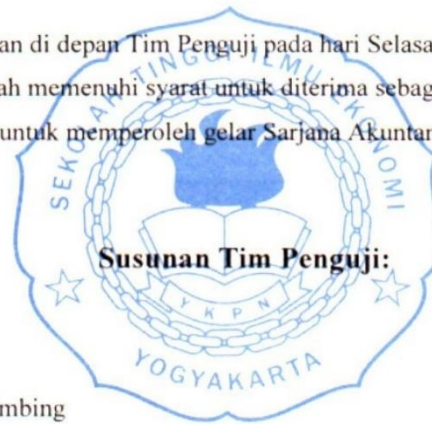 an di depan Tim Penguji pada hari Selasa
ah memenuhi syarat untuk diterima sebag
untuk memperoleh gelar Sarjana Akuntan
SEKOLAH TINGGI ILMU EKONOMI
Susunan Tim Penguji:
YKPN
YOGYAKARTA
mbing